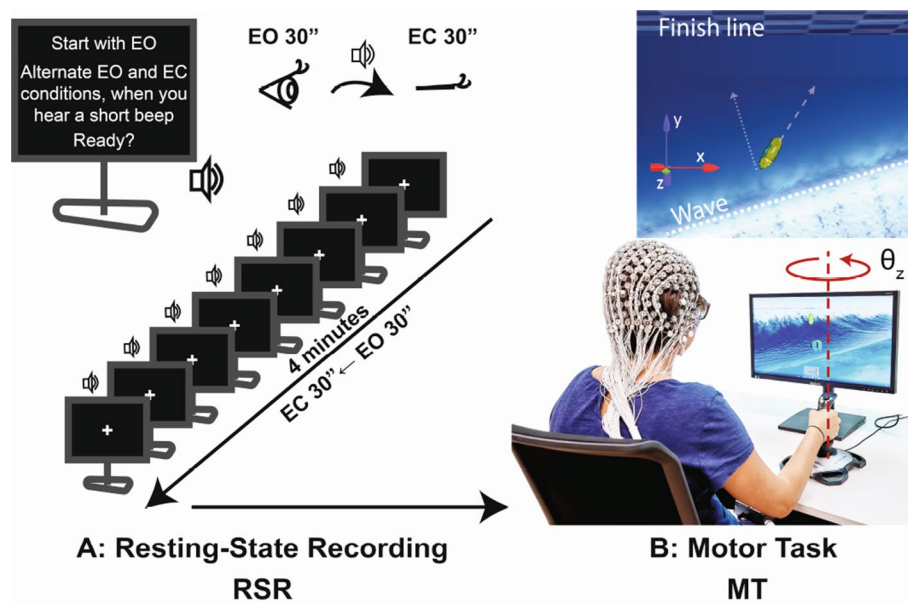 Start with EO
Alternate EO and EC
conditions, when you
hear a short beep
Ready?
EO 30”
EC 30”
4 minutes
EC 30” ← EO 30”
Finish line
y
x
z
Wave
θz
A: Resting-State Recording
RSR
B: Motor Task
MT